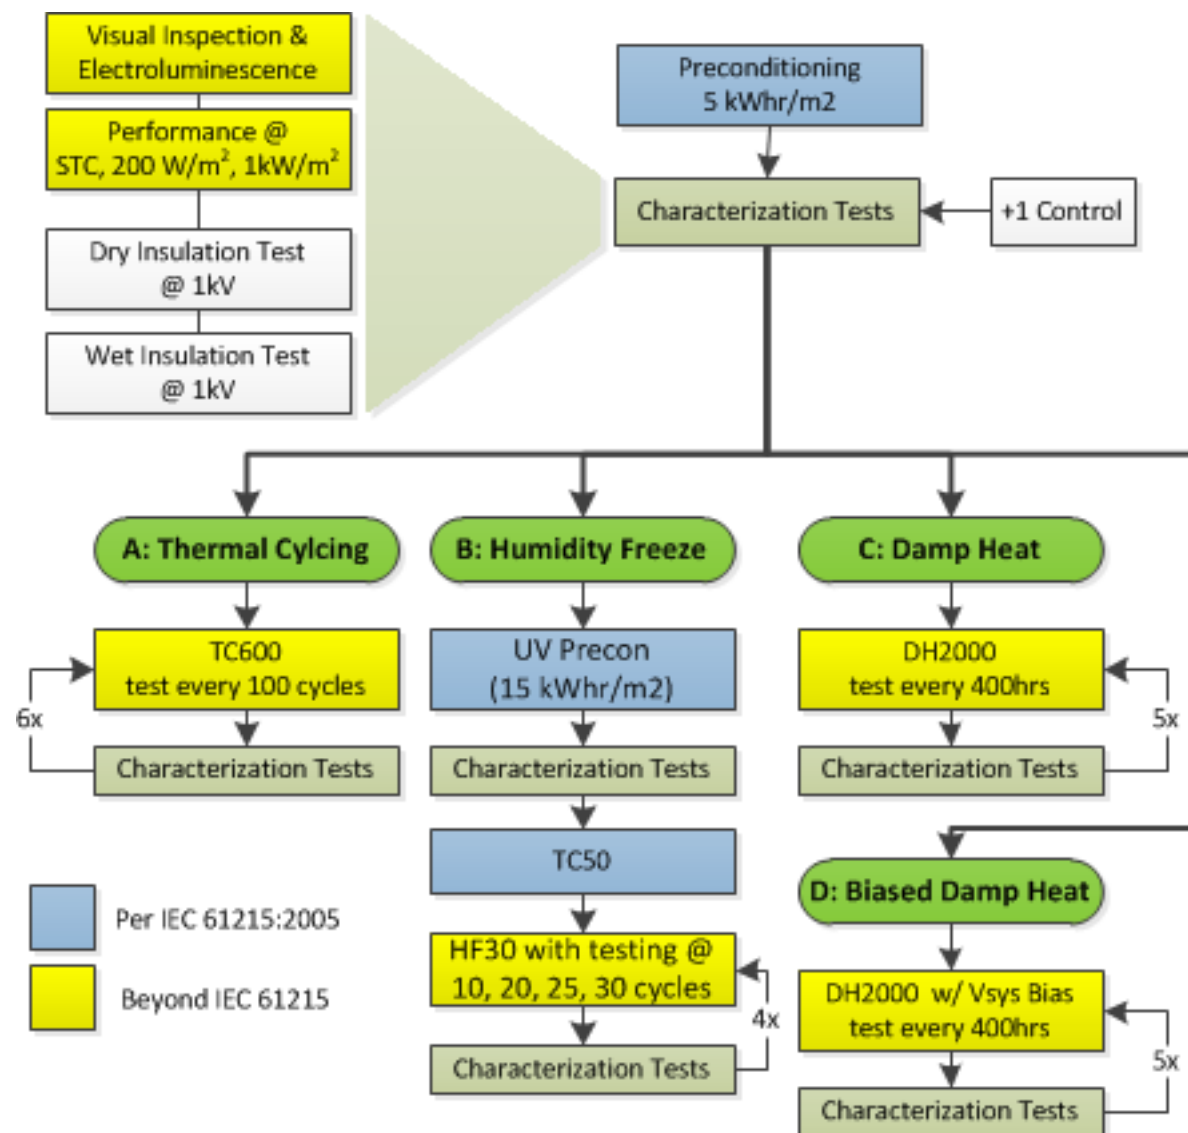 Visual Inspection &
Electroluminescence
Performance @
STC, 200 W/m², 1kW/m²
Dry Insulation Test
@ 1kV
Wet Insulation Test
@ 1kV
Preconditioning
5 kWhr/m2
Characterization Tests
+1 Control
A: Thermal Cylcing
TC600
test every 100 cycles
6x
Characterization Tests
B: Humidity Freeze
UV Precon
(15 kWhr/m2)
Characterization Tests
TC50
HF30 with testing @
10, 20, 25, 30 cycles
4x
Characterization Tests
C: Damp Heat
DH2000
test every 400hrs
5x
Characterization Tests
D: Biased Damp Heat
DH2000 w/ Vsys Bias
test every 400hrs
5x
Characterization Tests
Per IEC 61215:2005
Beyond IEC 61215